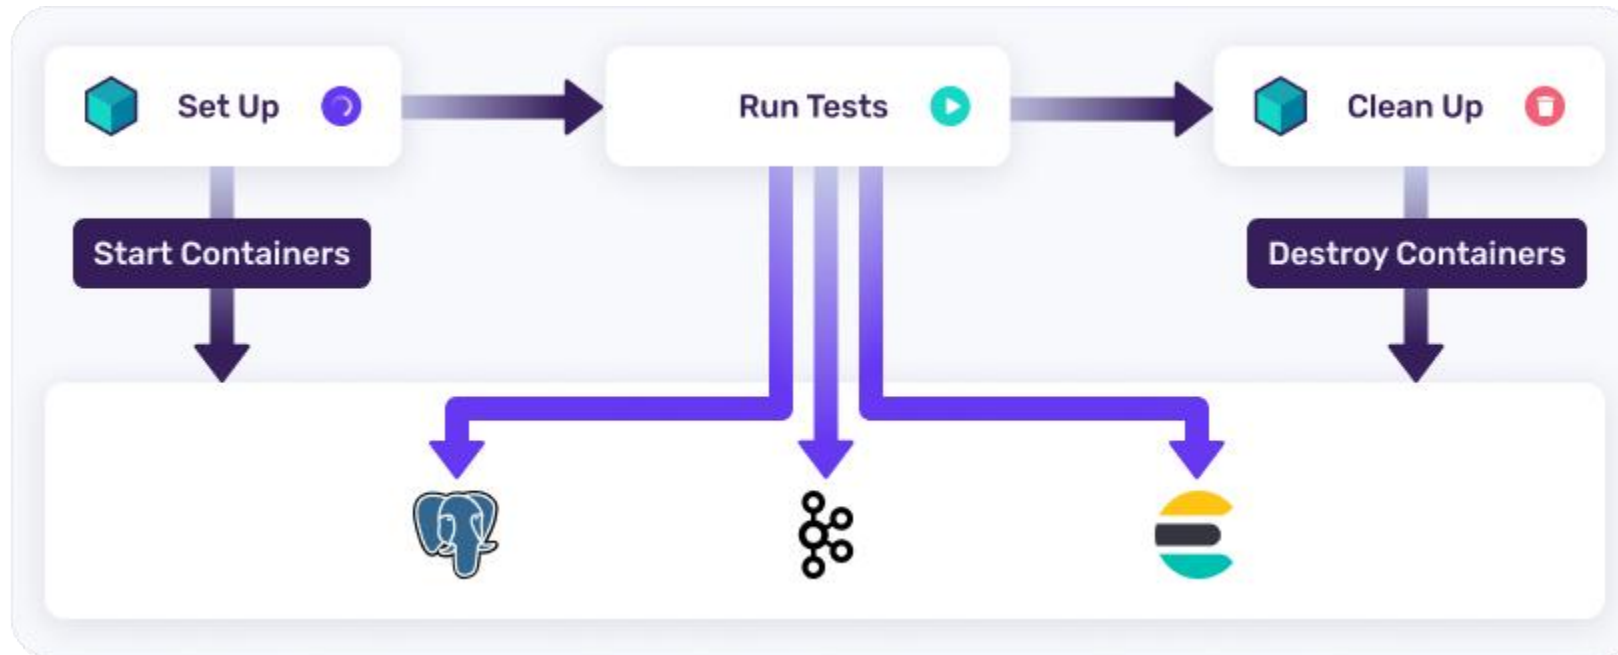 Set Up
Run Tests
Clean Up
Start Containers
Destroy Containers